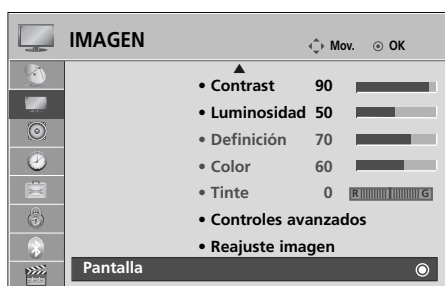 IMAGEN Mov. OK
• Contrast 90
• Luminosidad 50
• Definición 70
• Color 60
• Tinte 0 R G
• Controles avanzados
• Reajuste imagen
Pantalla